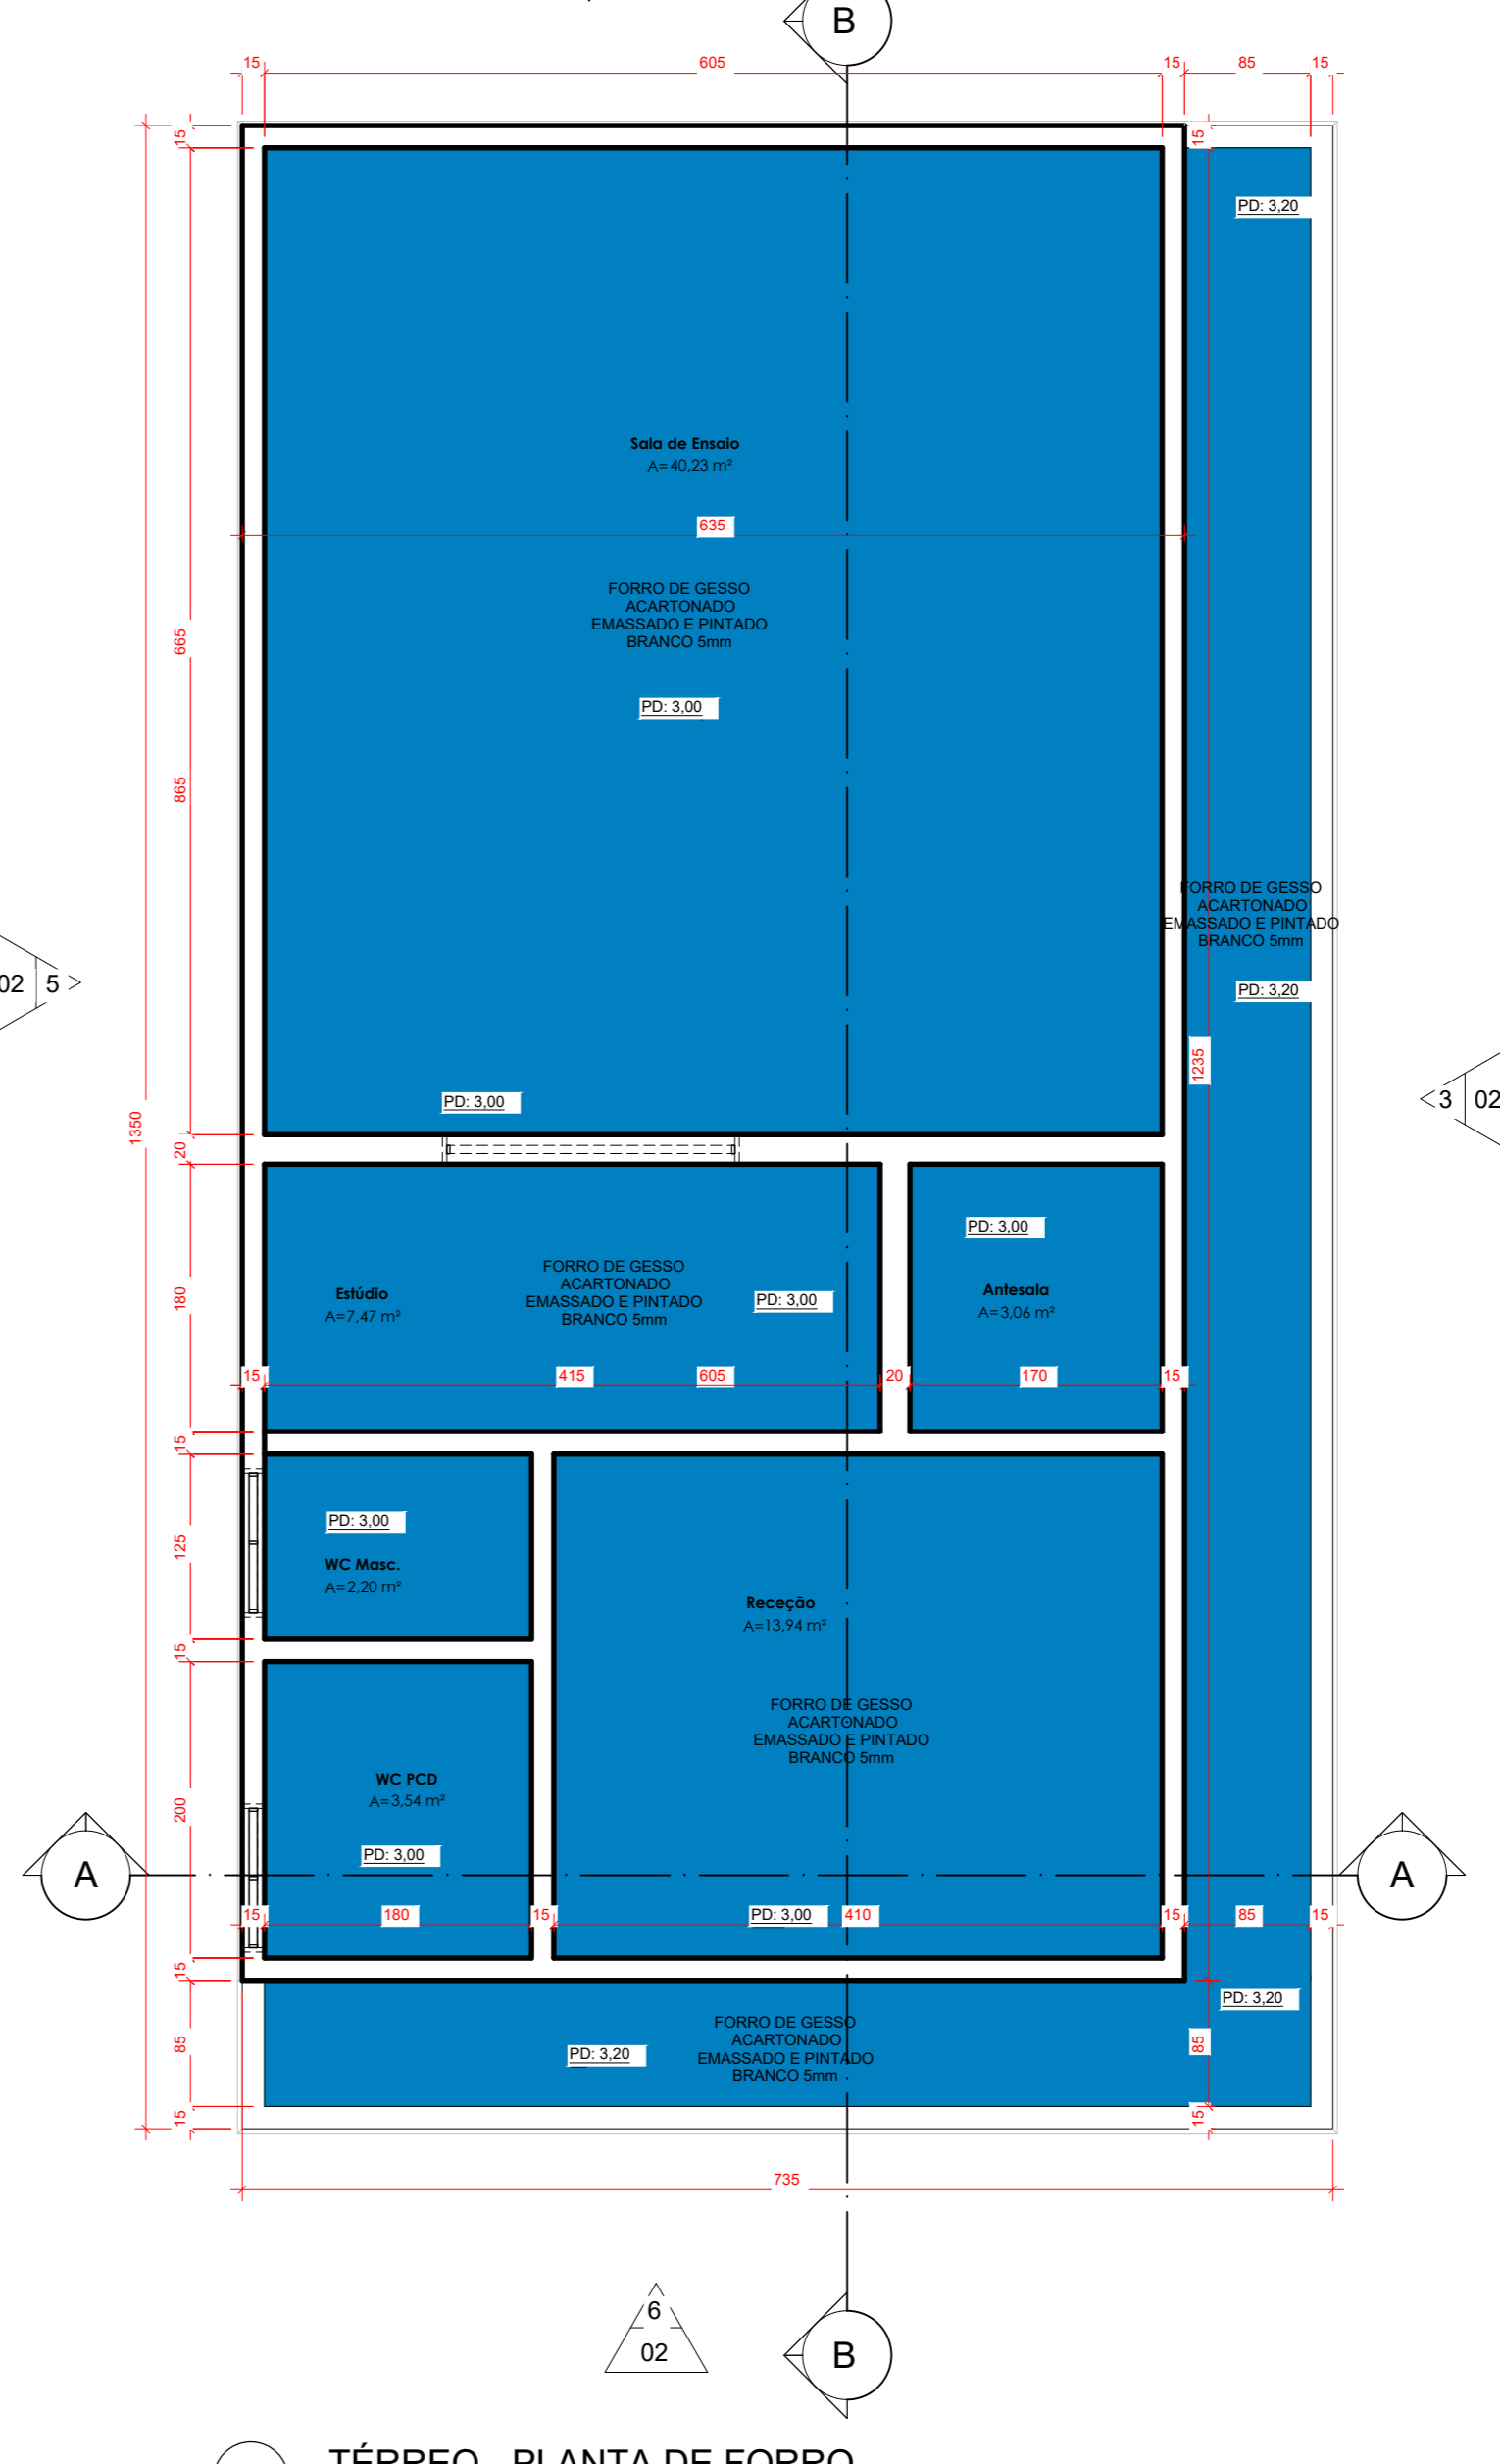 B
15
605
15
85
15
15
15
PD: 3,20
Sala de Ensaio
A=40,23 m²
635
FORRO DE GESSO
ACARTONADO
EMASSADO E PINTADO
BRANCO 5mm
665
PD: 3,00
865
FORRO DE GESSO
ACARTONADO
EMASSADO E PINTADO
BRANCO 5mm
02
5
PD: 3,20
1235
3
02
1350
PD: 3,00
20
PD: 3,00
FORRO DE GESSO
ACARTONADO
EMASSADO E PINTADO
BRANCO 5mm
Estúdio
A=7,47 m²
PD: 3,00
Antesala
A=3,06 m²
180
15
415
605
20
170
15
15
PD: 3,00
WC Masc.
A=2,20 m²
125
Receção
A=13,94 m²
15
FORRO DE GESSO
ACARTONADO
EMASSADO E PINTADO
BRANCO 5mm
WC PCD
A=3,54 m²
200
PD: 3,00
A
A
15
180
15
PD: 3,00
410
15
85
15
15
PD: 3,20
FORRO DE GESSO
ACARTONADO
EMASSADO E PINTADO
BRANCO 5mm
85
PD: 3,20
85
15
15
735
6
02
B
TÉRREO - PLANTA DE FORRO